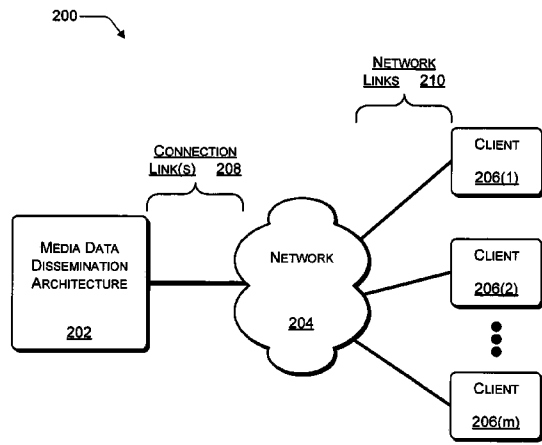 200
NETWORK
LINKS 210
CONNECTION
LINK(S) 208
CLIENT
206(1)
MEDIA DATA
DISSEMINATION
ARCHITECTURE
202
NETWORK
204
CLIENT
206(2)
CLIENT
206(m)